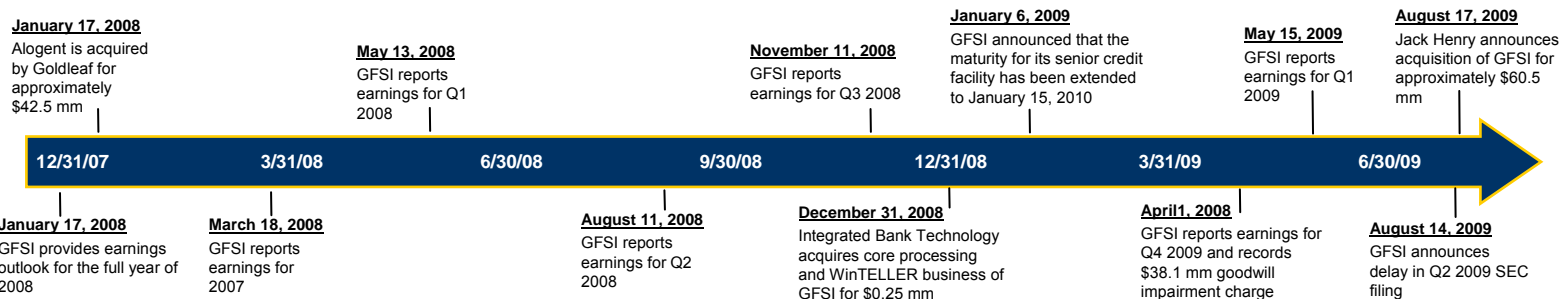 January 17, 2008
Alogent is acquired
by Goldleaf for
approximately
$42.5 mm
May 13, 2008
GFSI reports
earnings for Q1
2008
November 11, 2008
GFSI reports
earnings for Q3 2008
January 6, 2009
GFSI announced that the
maturity for its senior credit
facility has been extended
to January 15, 2010
May 15, 2009
GFSI reports
earnings for Q1
2009
August 17, 2009
Jack Henry announces
acquisition of GFSI for
approximately $60.5
mm
12/31/07 3/31/08 6/30/08 9/30/08 12/31/08 3/31/09 6/30/09
January 17, 2008
GFSI provides earnings
outlook for the full year of
2008
March 18, 2008
GFSI reports
earnings for
2007
August 11, 2008
GFSI reports
earnings for Q2
2008
December 31, 2008
Integrated Bank Technology
acquires core processing
and WinTELLER business of
GFSI for $0.25 mm
April1, 2008
GFSI reports earnings for
Q4 2009 and records
$38.1 mm goodwill
impairment charge
August 14, 2009
GFSI announces
delay in Q2 2009 SEC
filing